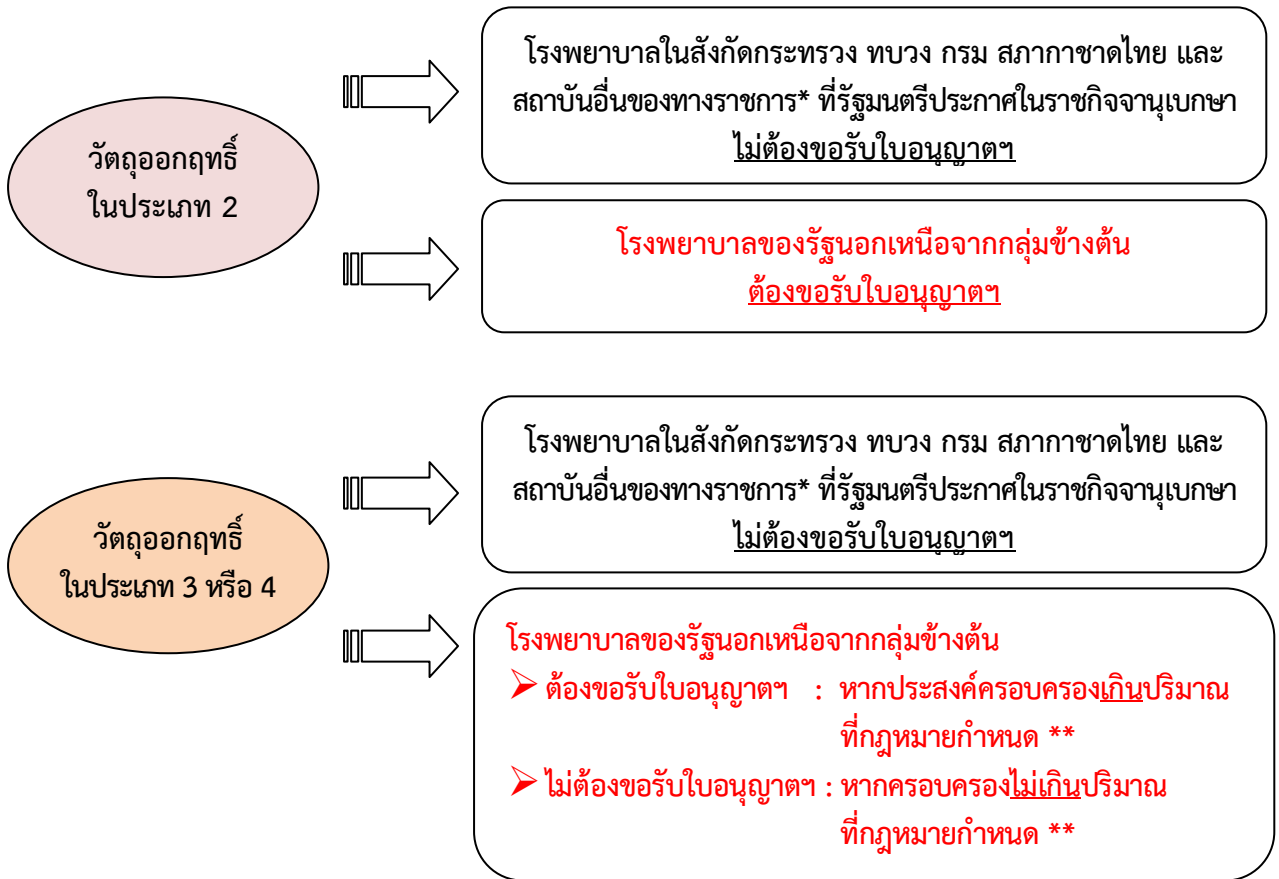 วัตถุออกฤทธิ์
ในประเภท 2
โรงพยาบาลในสังกัดกระทรวง ทบวง กรม สภากาชาดไทย และ
สถาบันอื่นของทางราชการ* ที่รัฐมนตรีประกาศในราชกิจจานุเบกษา
ไม่ต้องขอรับใบอนุญาตฯ
โรงพยาบาลของรัฐนอกเหนือจากกลุ่มข้างต้น
ต้องขอรับใบอนุญาตฯ
วัตถุออกฤทธิ์
ในประเภท 3 หรือ 4
โรงพยาบาลในสังกัดกระทรวง ทบวง กรม สภากาชาดไทย และ
สถาบันอื่นของทางราชการ* ที่รัฐมนตรีประกาศในราชกิจจานุเบกษา
ไม่ต้องขอรับใบอนุญาตฯ
โรงพยาบาลของรัฐนอกเหนือจากกลุ่มข้างต้น
➢ ต้องขอรับใบอนุญาตฯ : หากประสงค์ครอบครองเกินปริมาณ
ที่กฎหมายกำหนด **
➢ ไม่ต้องขอรับใบอนุญาตฯ : หากครอบครองไม่เกินปริมาณ
ที่กฎหมายกำหนด **